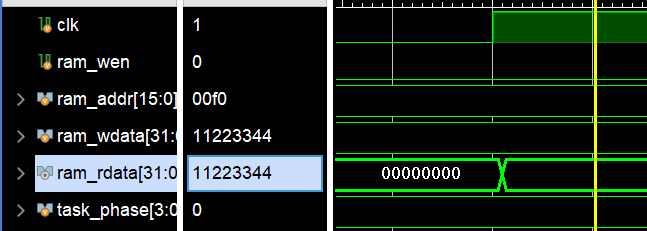 clk 1
ram_wen 0
ram_addr[15:0] 00f0
ram_wdata[31:0 11223344
ram_rdata[31:0 11223344 00000000
task_phase[3:0 0